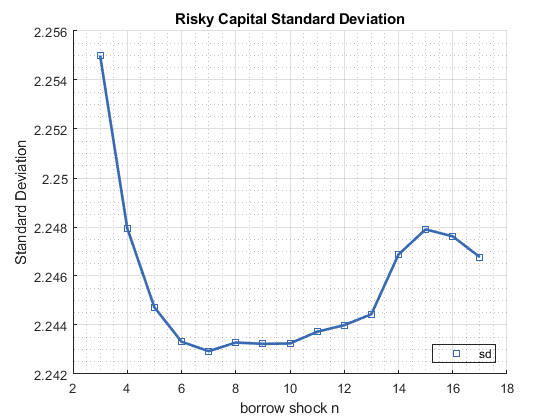 Risky Capital Standard Deviation
2.256
2.254
2.252
2.25
2.248
2.246
2.244
2.242
Standard Deviation
sd
2 4 6 8 10 12 14 16 18
borrow shock n